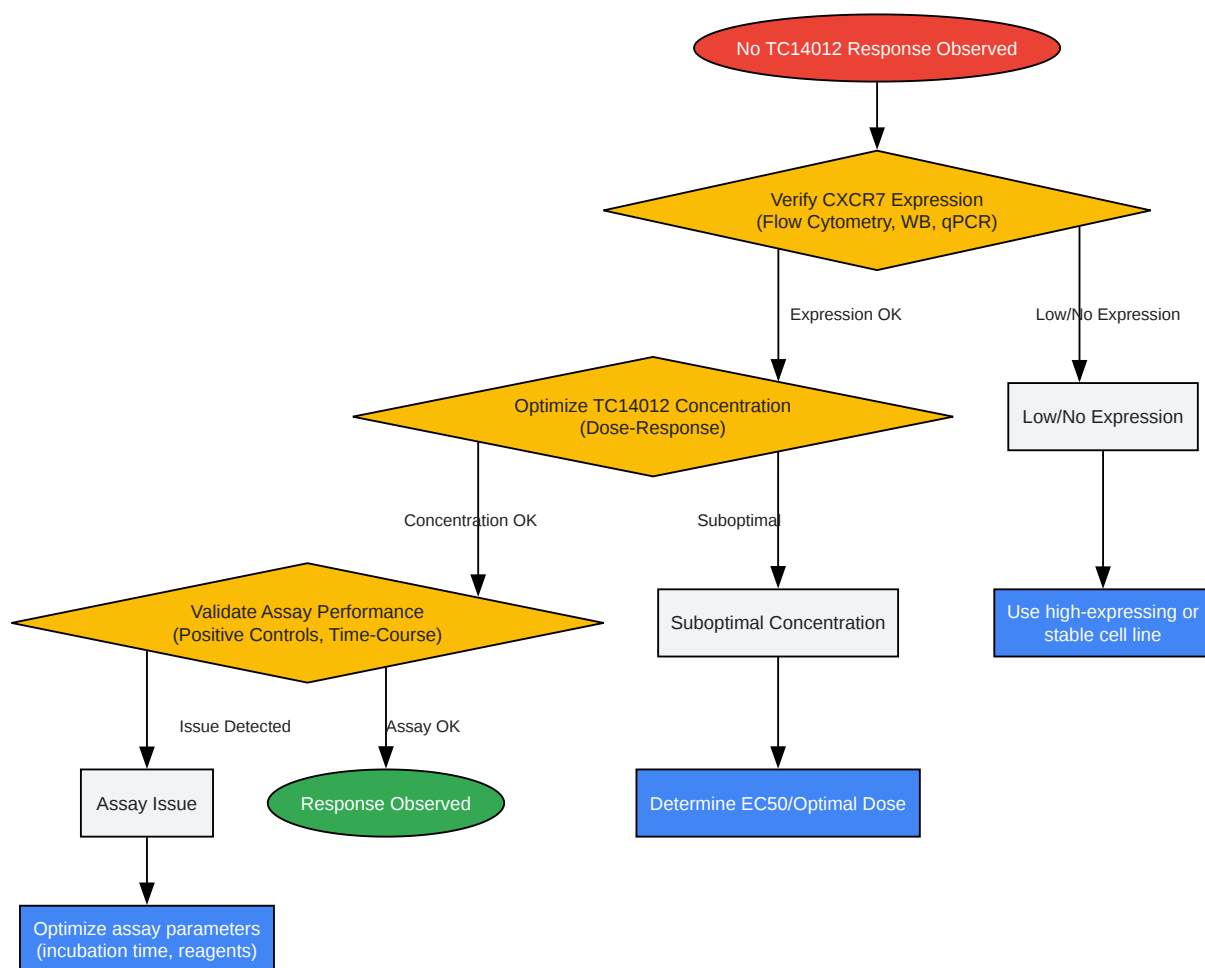 No TC14012 Response Observed
Verify CXCR7 Expression
(Flow Cytometry, WB, qPCR)
Expression OK
Low/No Expression
Optimize TC14012 Concentration
(Dose-Response)
Low/No Expression
Concentration OK
Suboptimal
Validate Assay Performance
(Positive Controls, Time-Course)
Suboptimal Concentration
Use high-expressing or
stable cell line
Issue Detected
Assay OK
Assay Issue
Response Observed
Determine EC50/Optimal Dose
Optimize assay parameters
(incubation time, reagents)